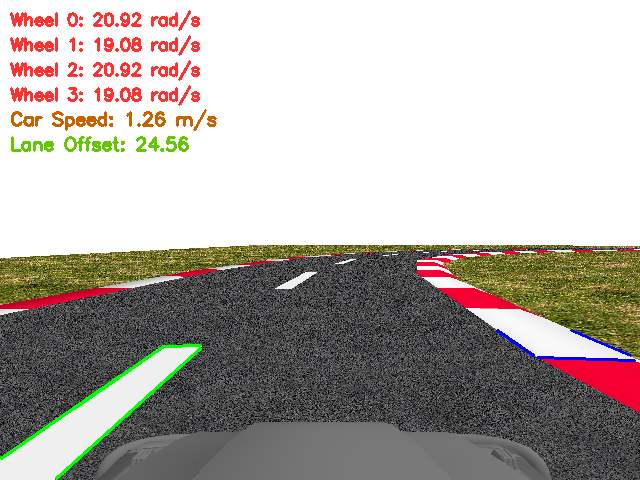 Wheel 0: 20.92 rad/s
Wheel 1: 19.08 rad/s
Wheel 2: 20.92 rad/s
Wheel 3: 19.08 rad/s
Car Speed: 1.26 m/s
Lane Offset: 24.56